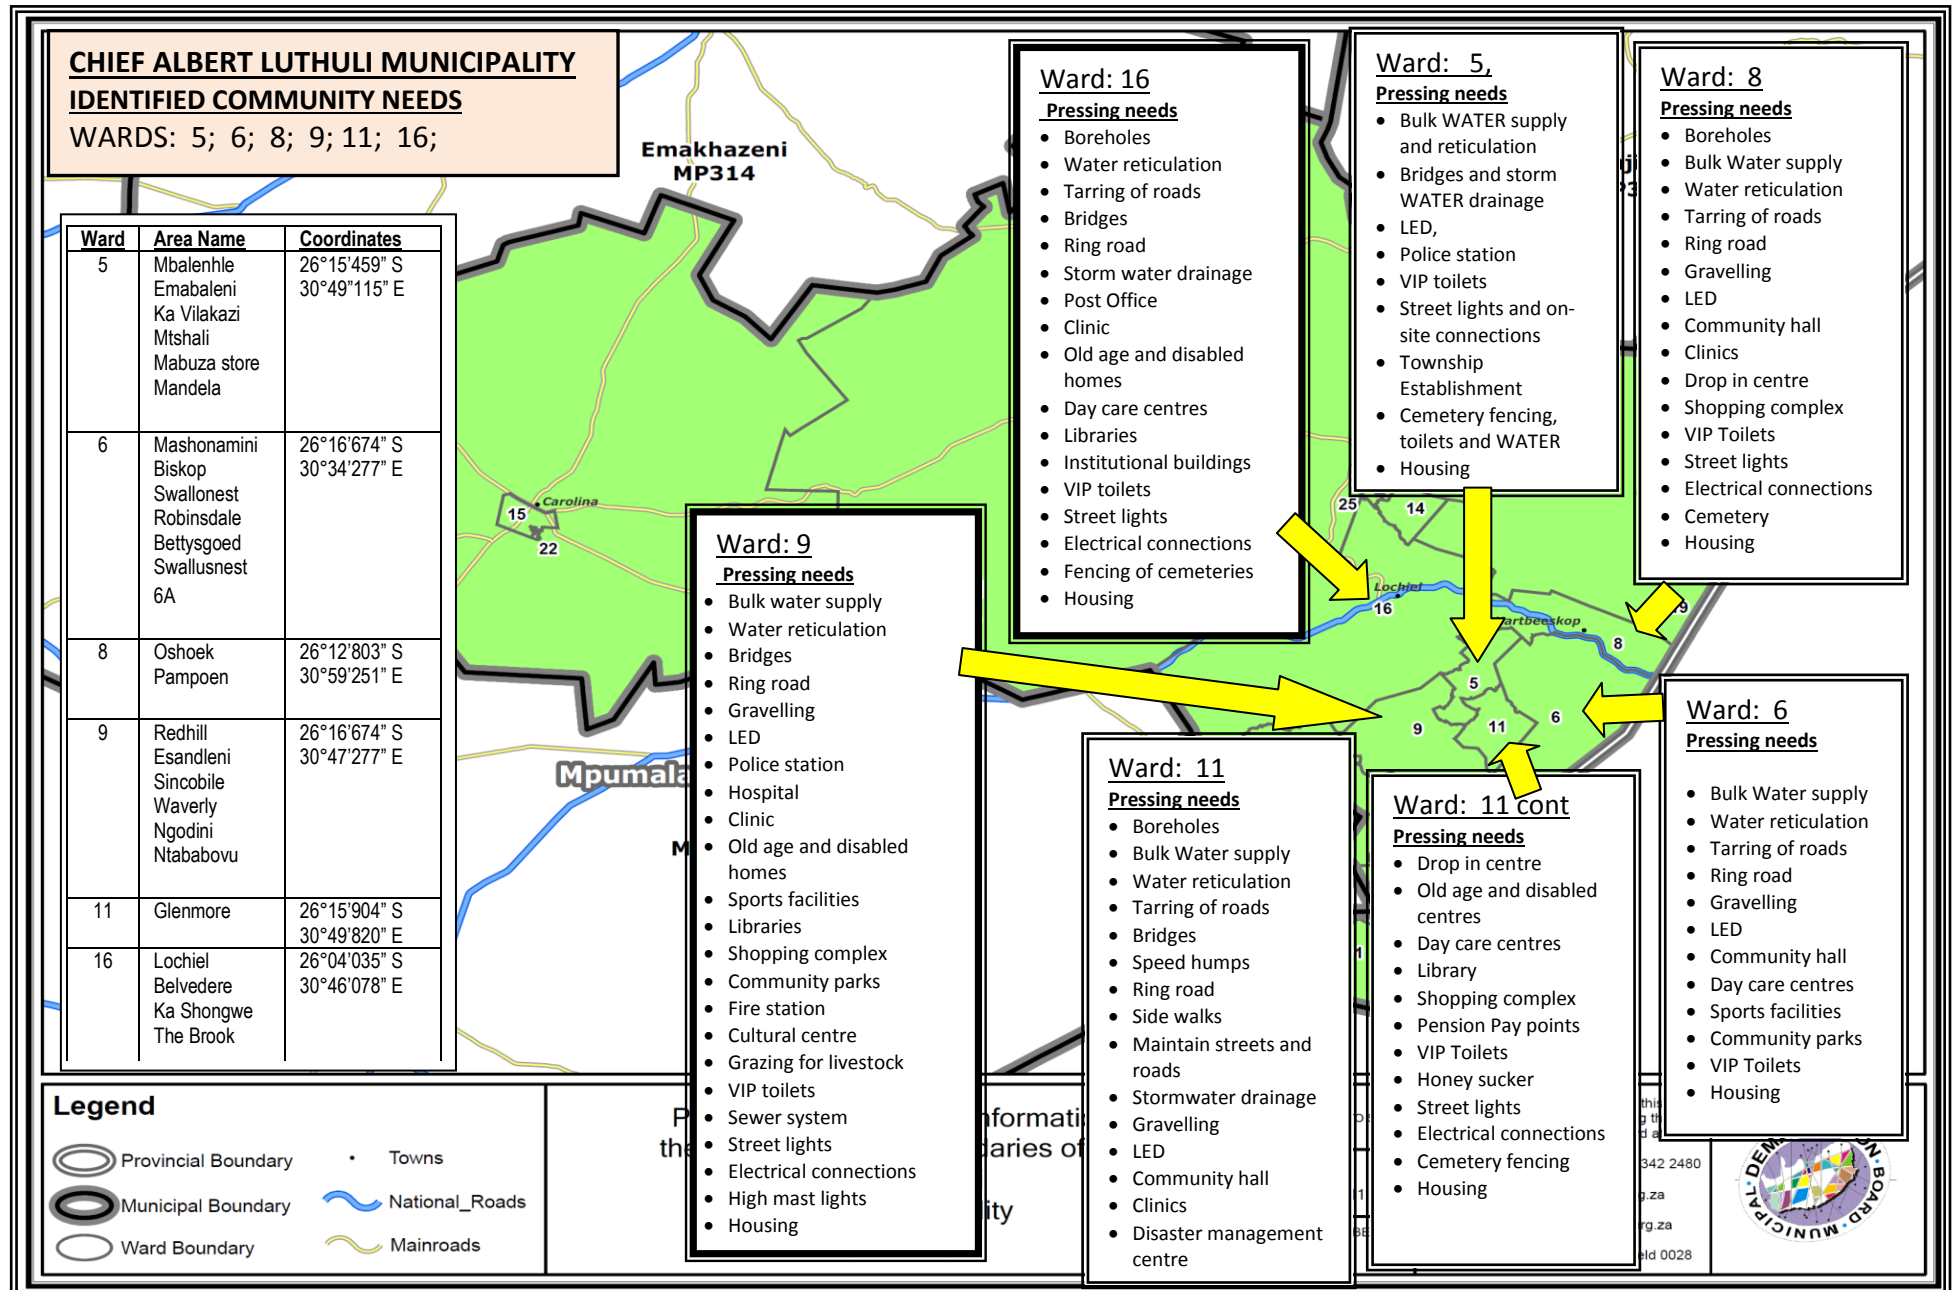 CHIEF ALBERT LUTHULI MUNICIPALITY
IDENTIFIED COMMUNITY NEEDS
WARDS: 5; 6; 8; 9; 11; 16;
Ward Area Name Coordinates
5 Mbalenhle 26°15'459” S
Emabaleni 30°49”115” E
Ka Vilakazi
Mtshali
Mabuza store
Mandela
6 Mashonamini 26°16’674” S
Biskop 30°34’277” E
Swallonest
Robinsdale
Bettysgoed
Swallusnest
6A
8 Oshoek 26°12’803” S
Pampoen 30°59’251” E
9 Redhill 26°16’674” S
Esandleni 30°47’277” E
Sincobile
Waverly
Ngodini
Ntababovu
11 Glenmore 26°15’904” S
30°49’820” E
16 Lochiel 26°04’035” S
Belvedere 30°46’078” E
Ka Shongwe
The Brook
Emakhazeni
MP314
Carolina
15
22
Ward: 16
Pressing needs
• Boreholes
• Water reticulation
• Tarring of roads
• Bridges
• Ring road
• Storm water drainage
• Post Office
• Clinic
• Old age and disabled
homes
• Day care centres
• Libraries
• Institutional buildings
• VIP toilets
• Street lights
• Electrical connections
• Fencing of cemeteries
• Housing
Ward: 5,
Pressing needs
• Bulk WATER supply
and reticulation
• Bridges and storm
WATER drainage
• LED,
• Police station
• VIP toilets
• Street lights and on-
site connections
• Township
Establishment
• Cemetery fencing,
toilets and WATER
• Housing
Ward: 8
Pressing needs
• Boreholes
• Bulk Water supply
• Water reticulation
• Tarring of roads
• Ring road
• Gravelling
• LED
• Community hall
• Clinics
• Drop in centre
• Shopping complex
• VIP Toilets
• Street lights
• Electrical connections
• Cemetery
• Housing
25
14
Lochiel
16
artbeeskop
8
9
5
6
9
11
Ward: 9
Pressing needs
• Bulk water supply
• Water reticulation
• Bridges
• Ring road
• Gravelling
• LED
• Police station
• Hospital
• Clinic
• Old age and disabled
homes
• Sports facilities
• Libraries
• Shopping complex
• Community parks
• Fire station
• Cultural centre
• Grazing for livestock
• VIP toilets
• Sewer system
• Street lights
• Electrical connections
• High mast lights
• Housing
Mpumala
M
Ward: 11
Pressing needs
• Boreholes
• Bulk Water supply
• Water reticulation
• Tarring of roads
• Bridges
• Speed humps
• Ring road
• Side walks
• Maintain streets and
roads
• Stormwater drainage
• Gravelling
• LED
• Community hall
• Clinics
• Disaster management
centre
Ward: 11 cont
Pressing needs
• Drop in centre
• Old age and disabled
centres
• Day care centres
• Library
• Shopping complex
• Pension Pay points
• VIP Toilets
• Honey sucker
• Street lights
• Electrical connections
• Cemetery fencing
• Housing
Ward: 6
Pressing needs
• Bulk Water supply
• Water reticulation
• Tarring of roads
• Ring road
• Gravelling
• LED
• Community hall
• Day care centres
• Sports facilities
• Community parks
• VIP Toilets
• Housing
Legend
Provincial Boundary
Municipal Boundary
Ward Boundary
Towns
National_Roads
Mainroads
nformati
the
daries of
ity
this
342 2480
g.za
rg.za
eld 0028
MUNICIPAL
BOARD